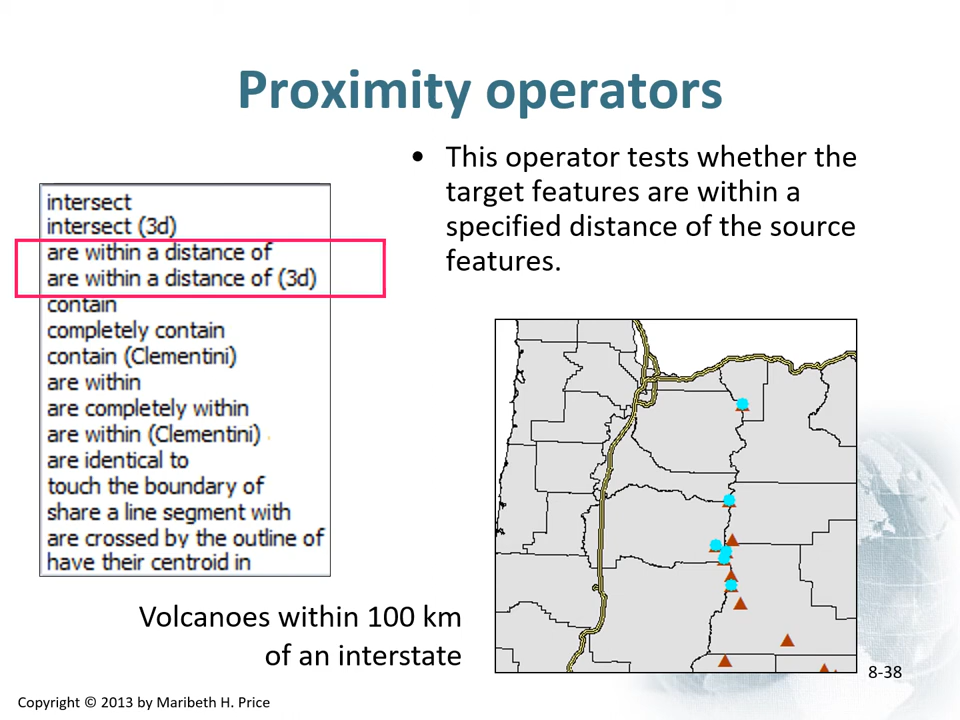 Proximity operators
• This operator tests whether the
target features are within a
specified distance of the source
features.
intersect
intersect (3d)
are within a distance of
are within a distance of (3d)
contain
completely contain
contain (Clementini)
are within
are completely within
are within (Clementini)
are identical to
touch the boundary of
share a line segment with
are crossed by the outline of
have their centroid in
Volcanoes within 100 km
of an interstate
8-38
Copyright © 2013 by Maribeth H. Price